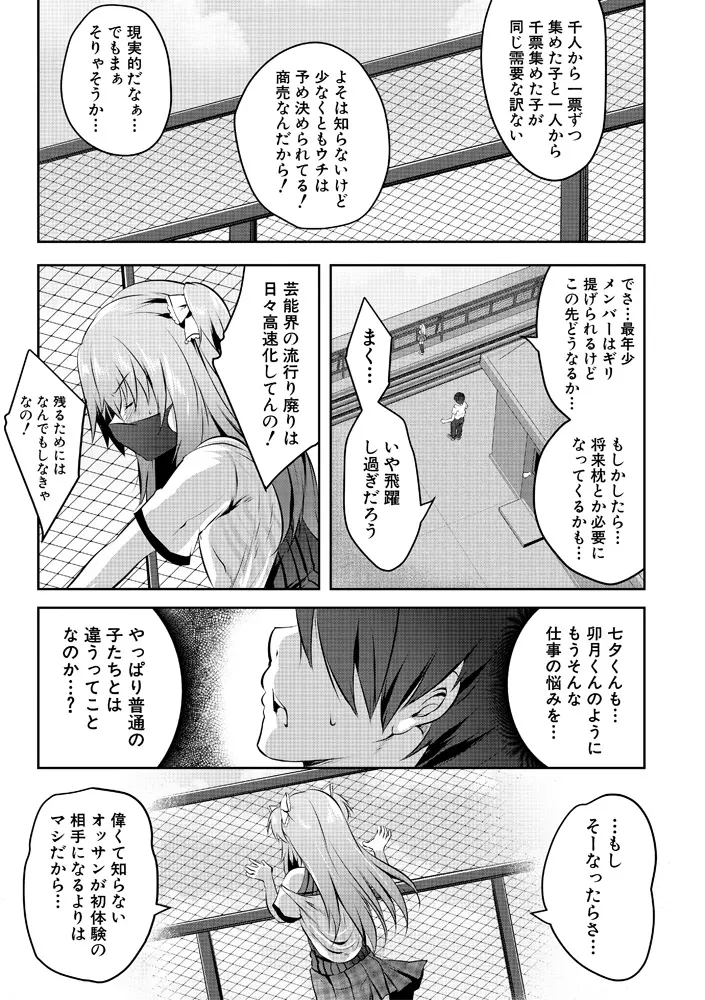 千人から一票ずつ
集めた子と一人から
千票集めた子が
同じ需要な訳ない
よそは知らないけど
少なくともウチは
予め決められてる！
商売なんだから！
現実的だなぁ…
でもまぁ
そりゃそうか…
でさ…最年少
メンバーはギリ
提げられるけど
この先どうなるか…
もしかしたら…
将来枕とか必要に
なってくるかも…
まく…
いや飛躍
し過ぎだろう
芸能界の流行り廃りは
日々高速化してんの！
残るためには
なんでもしなきゃ
なの！
七夕くんも…
卯月くんのように
もうそんな
仕事の悩みを…
やっぱり普通の
子たちとは
違うってこと
なのか…？
…もし
そーなったらさ…
偉くて知らない
オッサンが初体験の
相手になるよりは
マシだから…